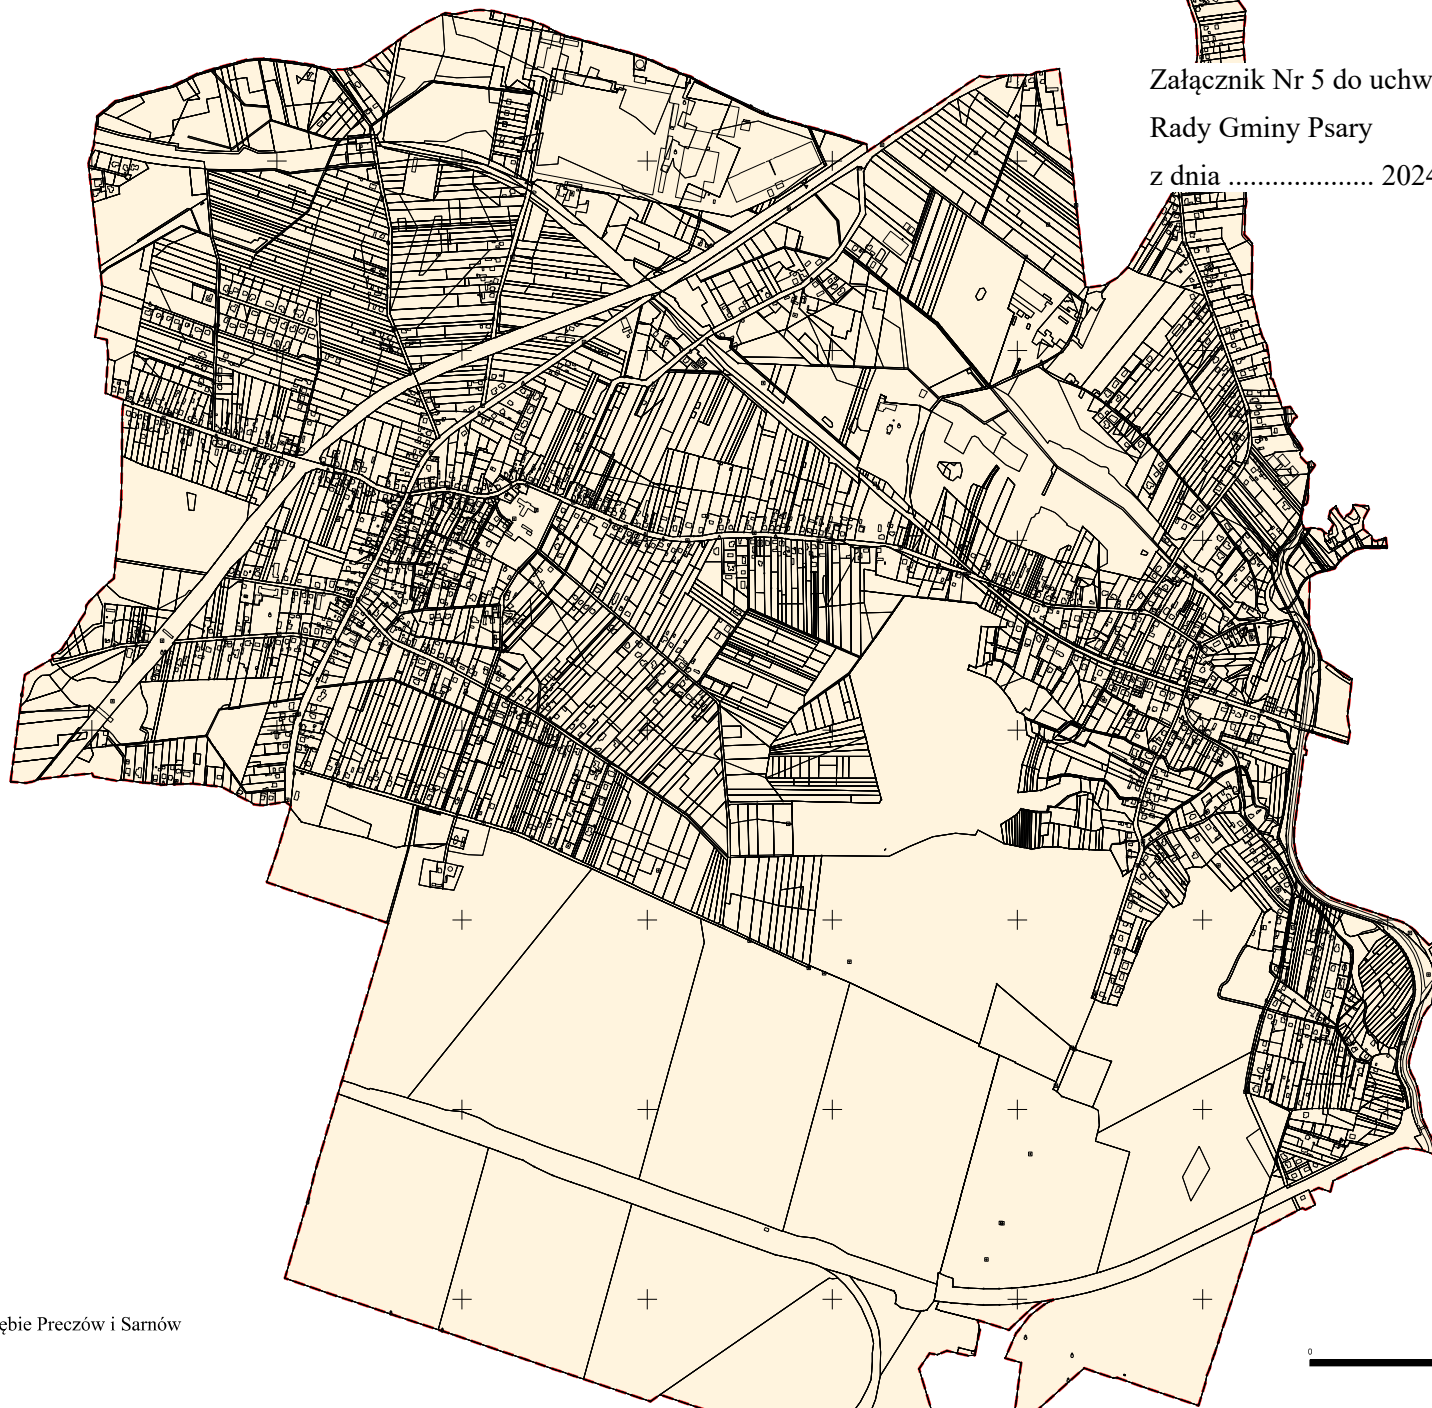 Załącznik Nr 5 do uchw
Rady Gminy Psary
z dnia .................... 2024
ębie Preczów i Sarnów
0